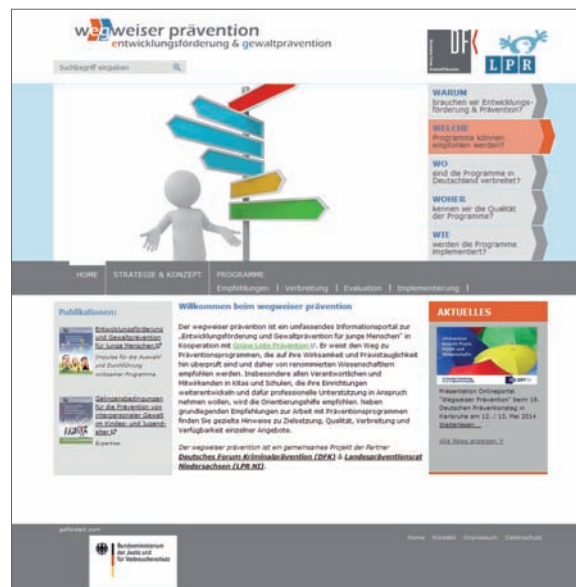 wegweiser prävention
entwicklungsförderung & gewaltprävention
Suchbegriff eingeben
DFK
LPR
WARUM
brauchen wir Entwicklungs-
förderung & Prävention?
WELCHE
Programme können
empfohlen werden?
WO
sind die Programme in
Deutschland verbreitet?
WOHER
kennen wir die Qualität
der Programme?
WIE
werden die Programme
implementiert?
HOME STRATEGIE & KONZEPT PROGRAMME
Empfehlungen | Verbreitung | Evaluation | Implementierung |
Publikationen:
Entwicklungsförderung
und Gewaltprävention
für junge Menschen
Impulse für die Auswahl
und Durchführung
wirksamer Programme
Gelingensbedingungen
für die Prävention von
interpersonaler Gewalt
im Kindes- und Jugend-
alter
Expertise
Willkommen beim wegweiser prävention
Der wegweiser prävention ist ein umfassendes Informationsportal zur
„Entwicklungsförderung und Gewaltprävention für junge Menschen" in
Kooperation mit Grüne Liste Prävention. Er weist den Weg zu
Präventionsprogrammen, die auf ihre Wirksamkeit und Praxistauglichkeit
hin überprüft sind und daher von renommierten Wissenschaftlern
empfohlen werden. Insbesondere allen Verantwortlichen und
Mitwirkenden in Kitas und Schulen, die ihre Einrichtungen
weiterentwickeln und dafür professionelle Unterstützung in Anspruch
nehmen wollen, wird die Orientierungshilfe empfohlen. Neben
grundlegenden Empfehlungen zur Arbeit mit Präventionsprogrammen
finden Sie gezielte Hinweise zu Zielsetzung, Qualität, Verbreitung und
Verfügbarkeit einzelner Angebote.
Der wegweiser prävention ist ein gemeinsames Projekt der Partner
Deutsches Forum Kriminalprävention (DFK) & Landespräventionsrat
Niedersachsen (LPR NI).
AKTUELLES
Präsentation Onlineportal
"Wegweiser Prävention" beim 19.
Deutschen Präventionstag in
Karlsruhe am 12. / 13. Mai 2014
Weiterlesen...
Alle News anzeigen
gefördert vom
Bundesministerium
der Justiz und
für Verbraucherschutz
Home Kontakt Impressum Datenschutz